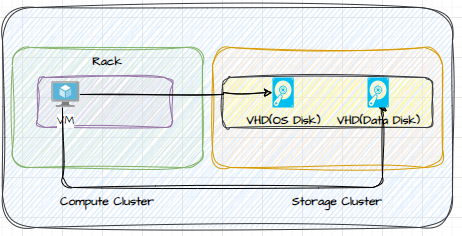 Rack
VM
VHD(OS Disk)
VHD(Data Disk)
Compute Cluster
Storage Cluster